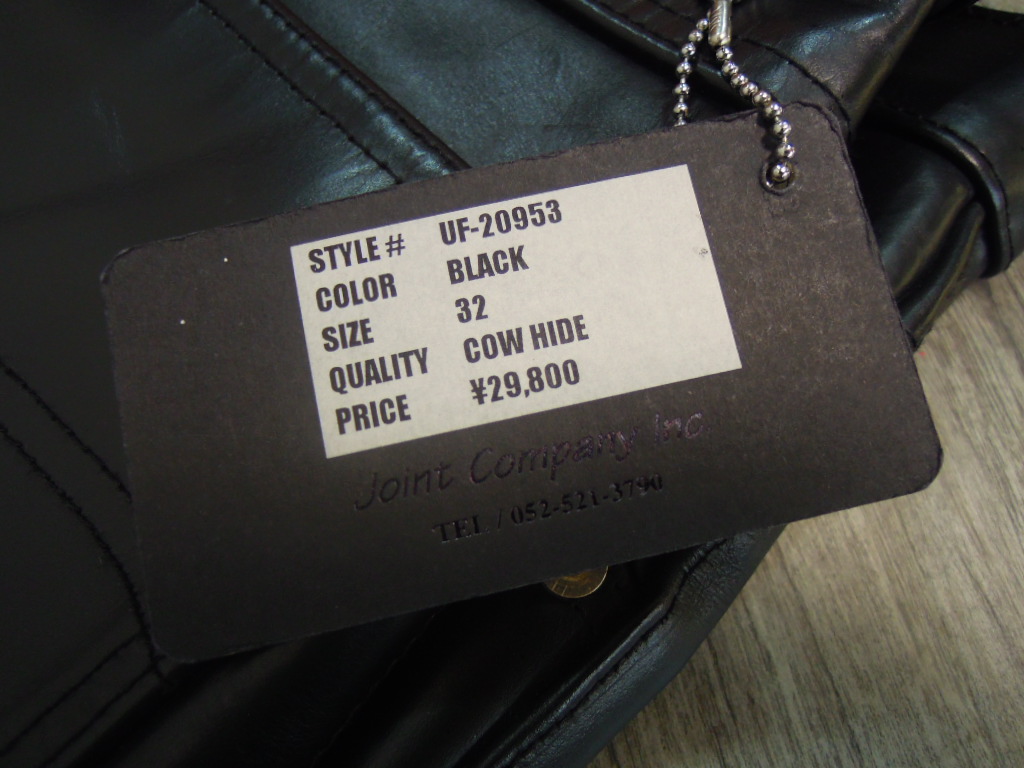 STYLE # UF-20953
COLOR BLACK
SIZE 32
QUALITY COW HIDE
PRICE ¥29,800
Joint Company Inc.
TEL / 052-521-3790